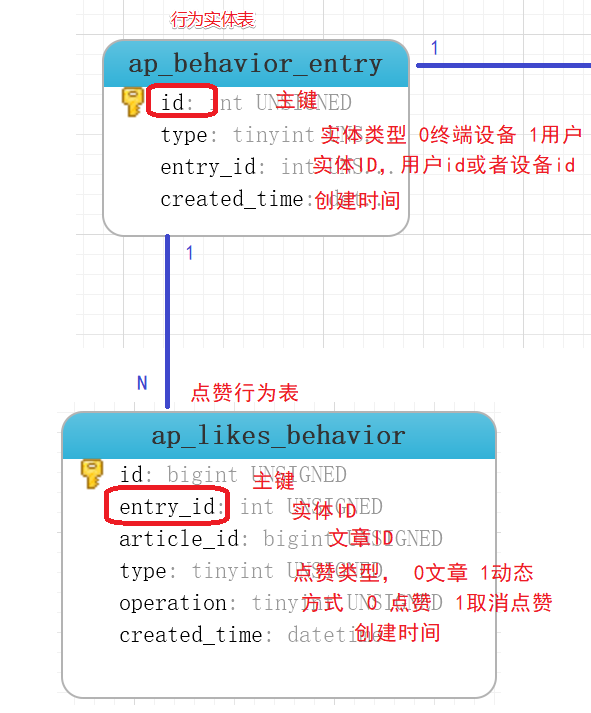 行为实体表
1
ap_behavior_entry
id: int UNSIGNED 主键
type: tinyint 实体类型 0终端设备 1用户
entry_id: int UNS... 实体ID，用户id或者设备id
created_time: dat... 创建时间
1
N
点赞行为表
ap_likes_behavior
id: bigint UNSIGNED 主键
entry_id: int UNSIGNED 实体ID
article_id: bigint UNSIGNED 文章ID
type: tinyint UNSIGNED 点赞类型， 0文章 1动态
operation: tinyint UNSIGNED 方式 0 点赞 1取消点赞
created_time: datetime 创建时间